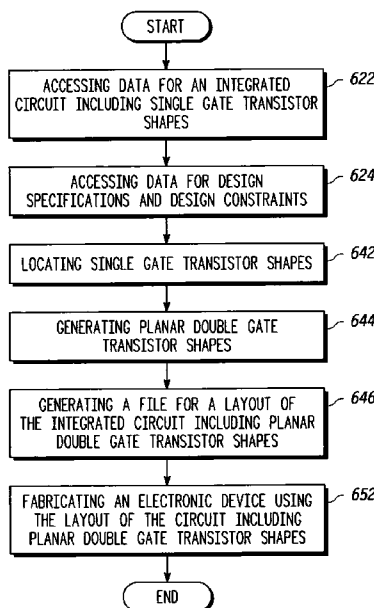 START
ACCESSING DATA FOR AN INTEGRATED
CIRCUIT INCLUDING SINGLE GATE TRANSISTOR
SHAPES
622
ACCESSING DATA FOR DESIGN
SPECIFICATIONS AND DESIGN CONSTRAINTS
624
LOCATING SINGLE GATE TRANSISTOR SHAPES
642
GENERATING PLANAR DOUBLE GATE
TRANSISTOR SHAPES
644
GENERATING A FILE FOR A LAYOUT OF
THE INTEGRATED CIRCUIT INCLUDING PLANAR
DOUBLE GATE TRANSISTOR SHAPES
646
FABRICATING AN ELECTRONIC DEVICE USING
THE LAYOUT OF THE CIRCUIT INCLUDING
PLANAR DOUBLE GATE TRANSISTOR SHAPES
652
END